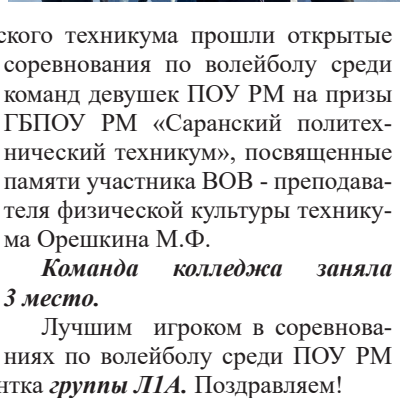 ского техникума прошли открытые
соревнования по волейболу среди
команд девушек ПОУ РМ на призы
ГБПОУ РМ «Саранский политех-
нический техникум», посвященные
памяти участника ВОВ - преподава-
теля физической культуры технику-
ма Орешкина М.Ф.
Команда колледжа заняла
3 место.
Лучшим игроком в соревнова-
ниях по волейболу среди ПОУ РМ
нтка группы Л1А. Поздравляем!